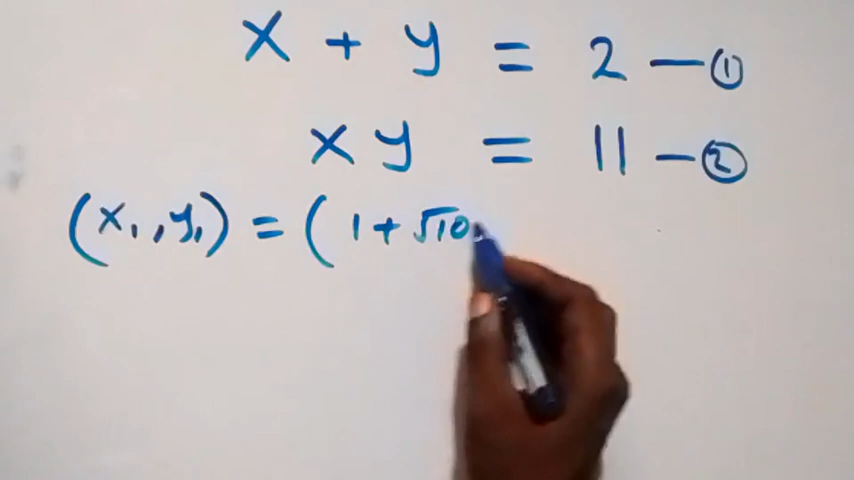 x + y = 2 —①
xy = 11 —②
(x₁, y₁) = ( 1 + √10